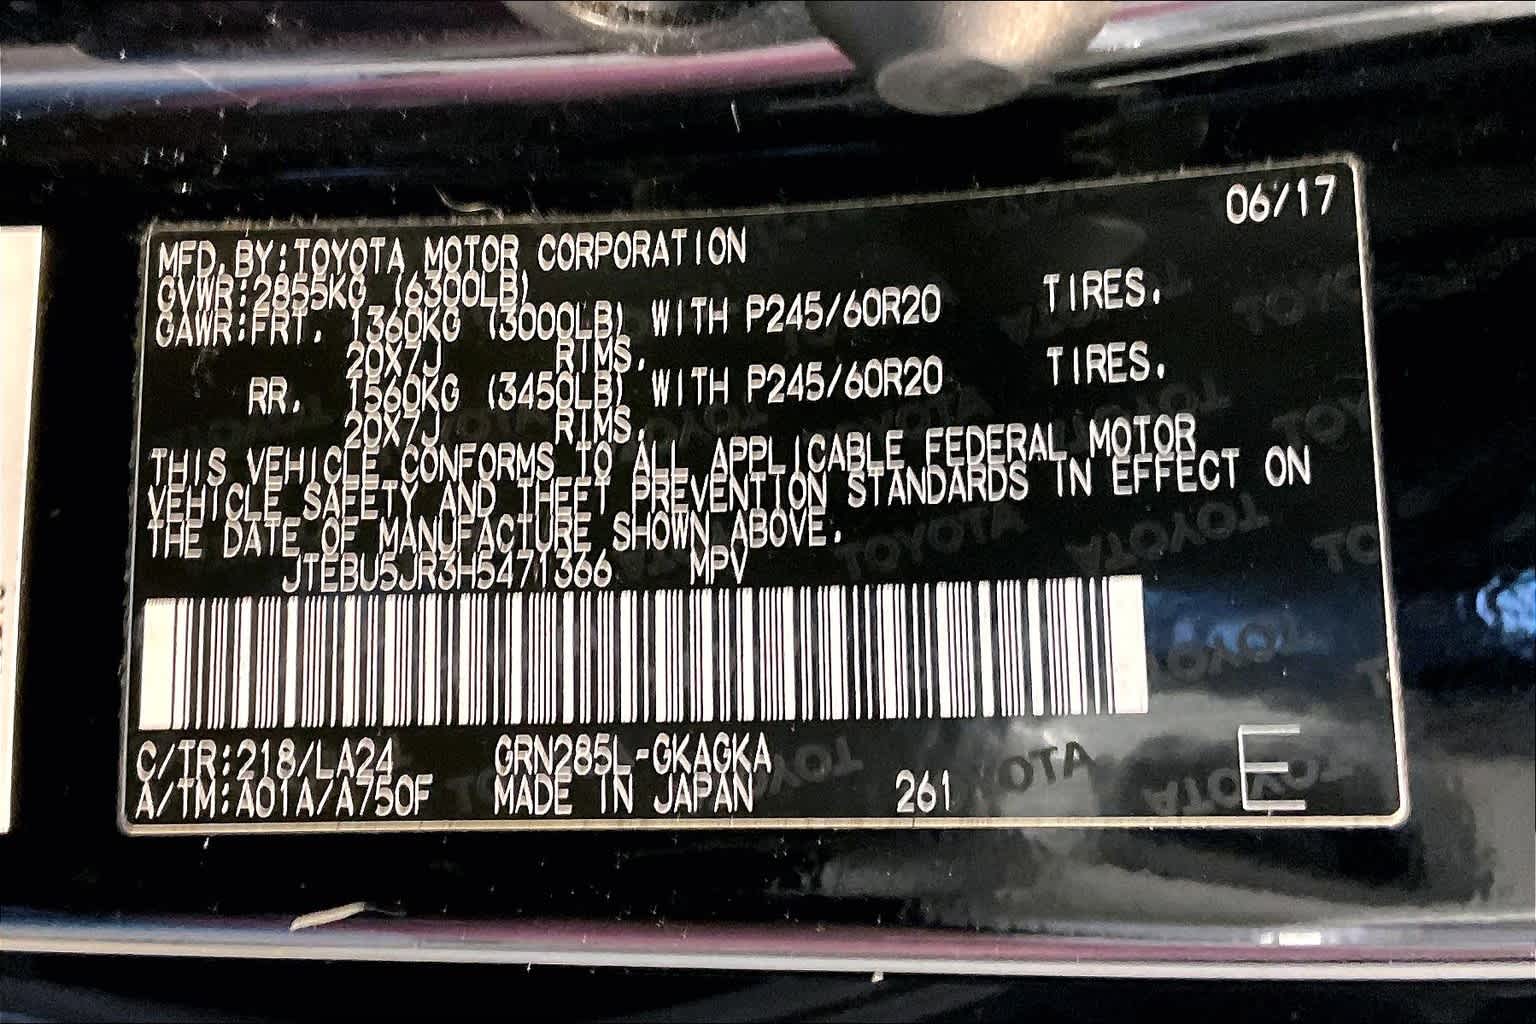 06/17
MFD. BY: TOYOTA MOTOR CORPORATION
GVWR: 2855KG (6300LB)
GAWR: FRT. 1360KG (3000LB) WITH P245/60R20 TIRES.
20X7J RIMS.
RR. 1560KG (3450LB) WITH P245/60R20 TIRES.
20X7J RIMS.
THIS VEHICLE CONFORMS TO ALL APPLICABLE FEDERAL MOTOR
VEHICLE SAFETY AND THEFT PREVENTION STANDARDS IN EFFECT ON
THE DATE OF MANUFACTURE SHOWN ABOVE.
JTEBU5JR3H5471366 MPV
C/TR: 218/LA24 GRN285L-GKAGKA
A/TM: A01A/A750F MADE IN JAPAN 261 E